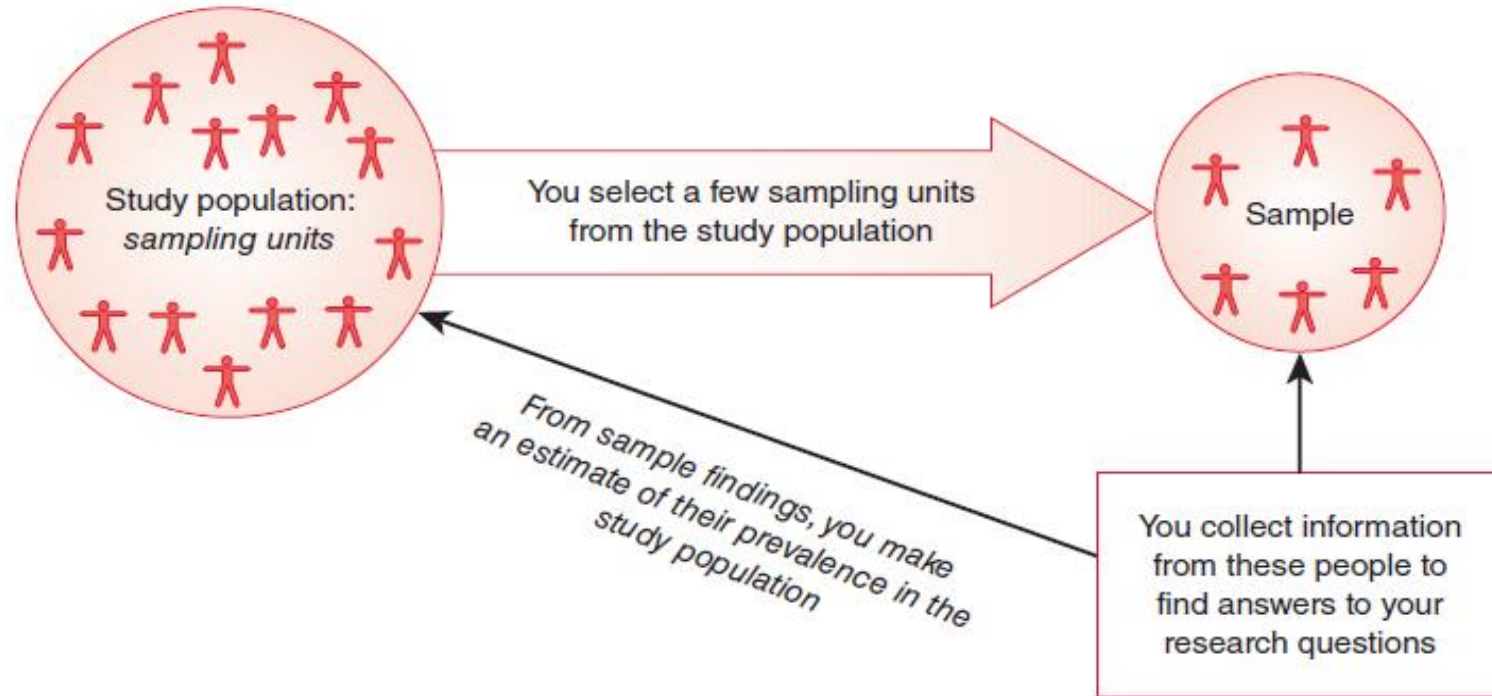 Study population:
sampling units
You select a few sampling units
from the study population
Sample
From sample findings, you make
an estimate of their prevalence in the
study population
You collect information
from these people to
find answers to your
research questions